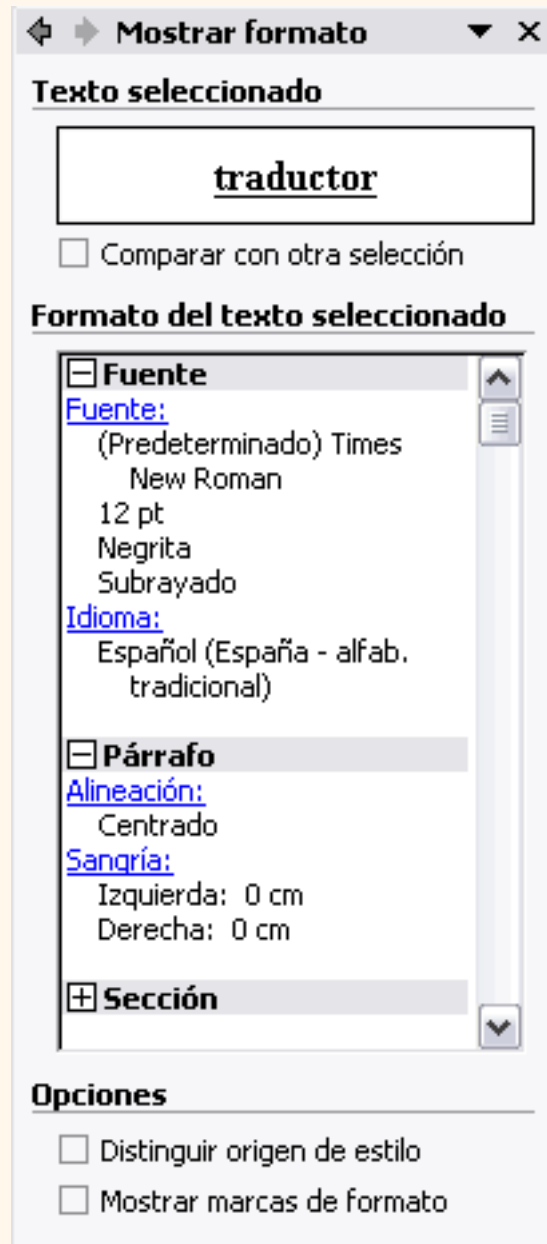 Mostrar formato
Texto seleccionado
traductor
Comparar con otra selección
Formato del texto seleccionado
Fuente
Fuente:
(Predeterminado) Times
New Roman
12 pt
Negrita
Subrayado
Idioma:
Español (España - alfab.
tradicional)
Párrafo
Alineación:
Centrado
Sangría:
Izquierda: 0 cm
Derecha: 0 cm
Sección
Opciones
Distinguir origen de estilo
Mostrar marcas de formato